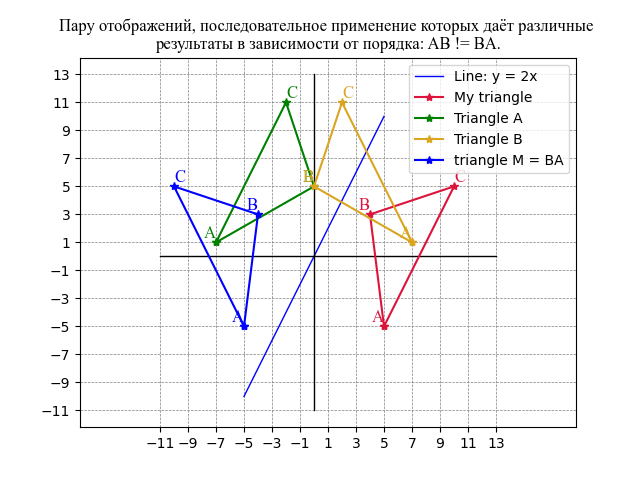 Пару отображений, последовательное применение которых даёт различные
результаты в зависимости от порядка: AB != BA.
Line: y = 2x
My triangle
Triangle A
Triangle B
triangle M = BA
C
C
C
C
B
B
B
B
A
A
A
A
13
11
9
7
5
3
1
−1
−3
−5
−7
−9
−11
−11 −9 −7 −5 −3 −1 1 3 5 7 9 11 13